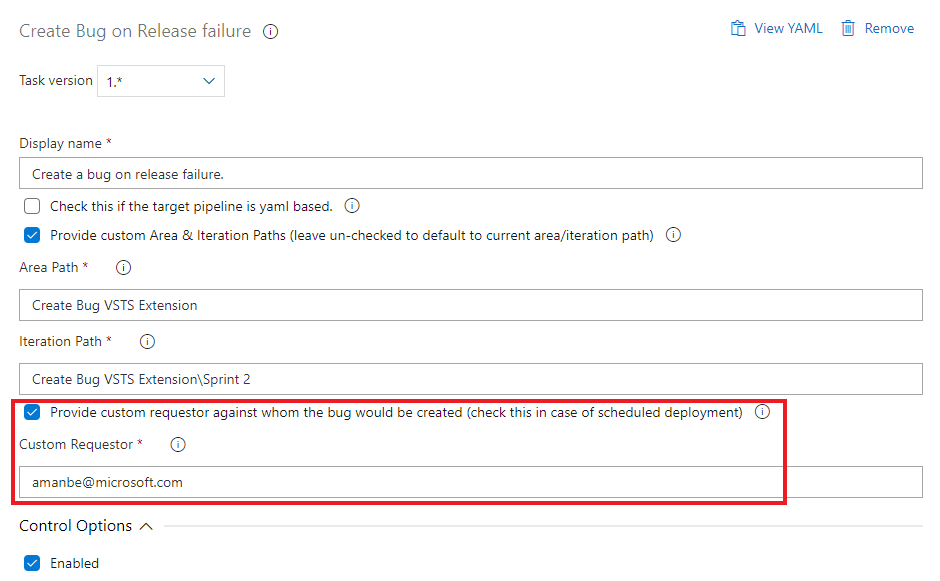 Create Bug on Release failure
View YAML
Remove
Task version
1.*
Display name *
Create a bug on release failure.
Check this if the target pipeline is yaml based.
Provide custom Area & Iteration Paths (leave un-checked to default to current area/iteration path)
Area Path *
Create Bug VSTS Extension
Iteration Path *
Create Bug VSTS Extension\Sprint 2
Provide custom requestor against whom the bug would be created (check this in case of scheduled deployment)
Custom Requestor *
amanbe@microsoft.com
Control Options
Enabled